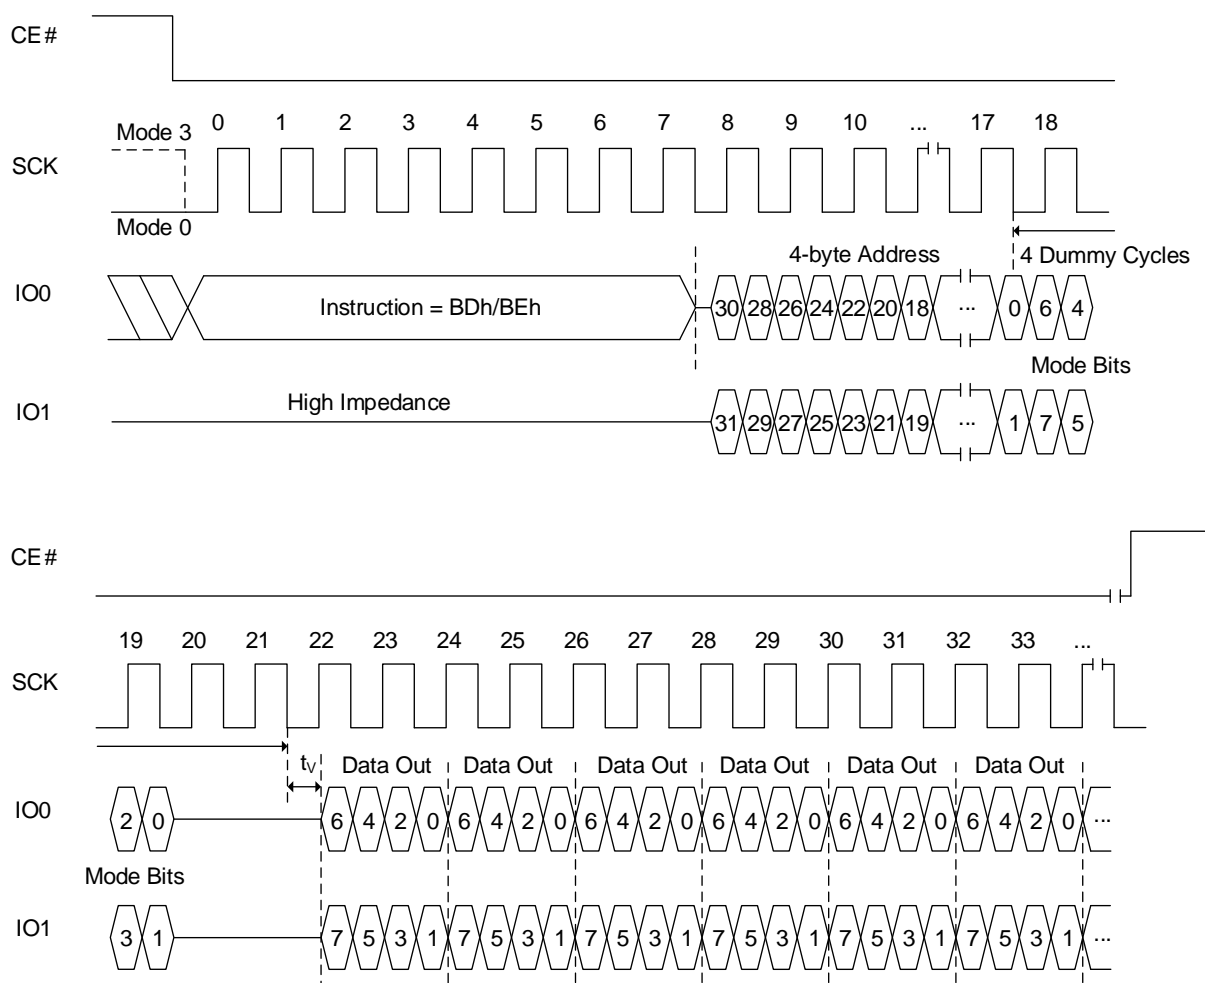 CE#
0 1 2 3 4 5 6 7 8 9 10 ... 17 18
Mode 3
SCK
Mode 0
4-byte Address 4 Dummy Cycles
IO0 Instruction = BDh/BEh 30 28 26 24 22 20 18 ... 0 6 4
Mode Bits
IO1 High Impedance 31 29 27 25 23 21 19 ... 1 7 5
CE#
19 20 21 22 23 24 25 26 27 28 29 30 31 32 33 ...
SCK
tV Data Out Data Out Data Out Data Out Data Out Data Out
IO0 2 0 6 4 2 0 6 4 2 0 6 4 2 0 6 4 2 0 6 4 2 0 6 4 2 0 ...
Mode Bits
IO1 3 1 7 5 3 1 7 5 3 1 7 5 3 1 7 5 3 1 7 5 3 1 7 5 3 1 ...